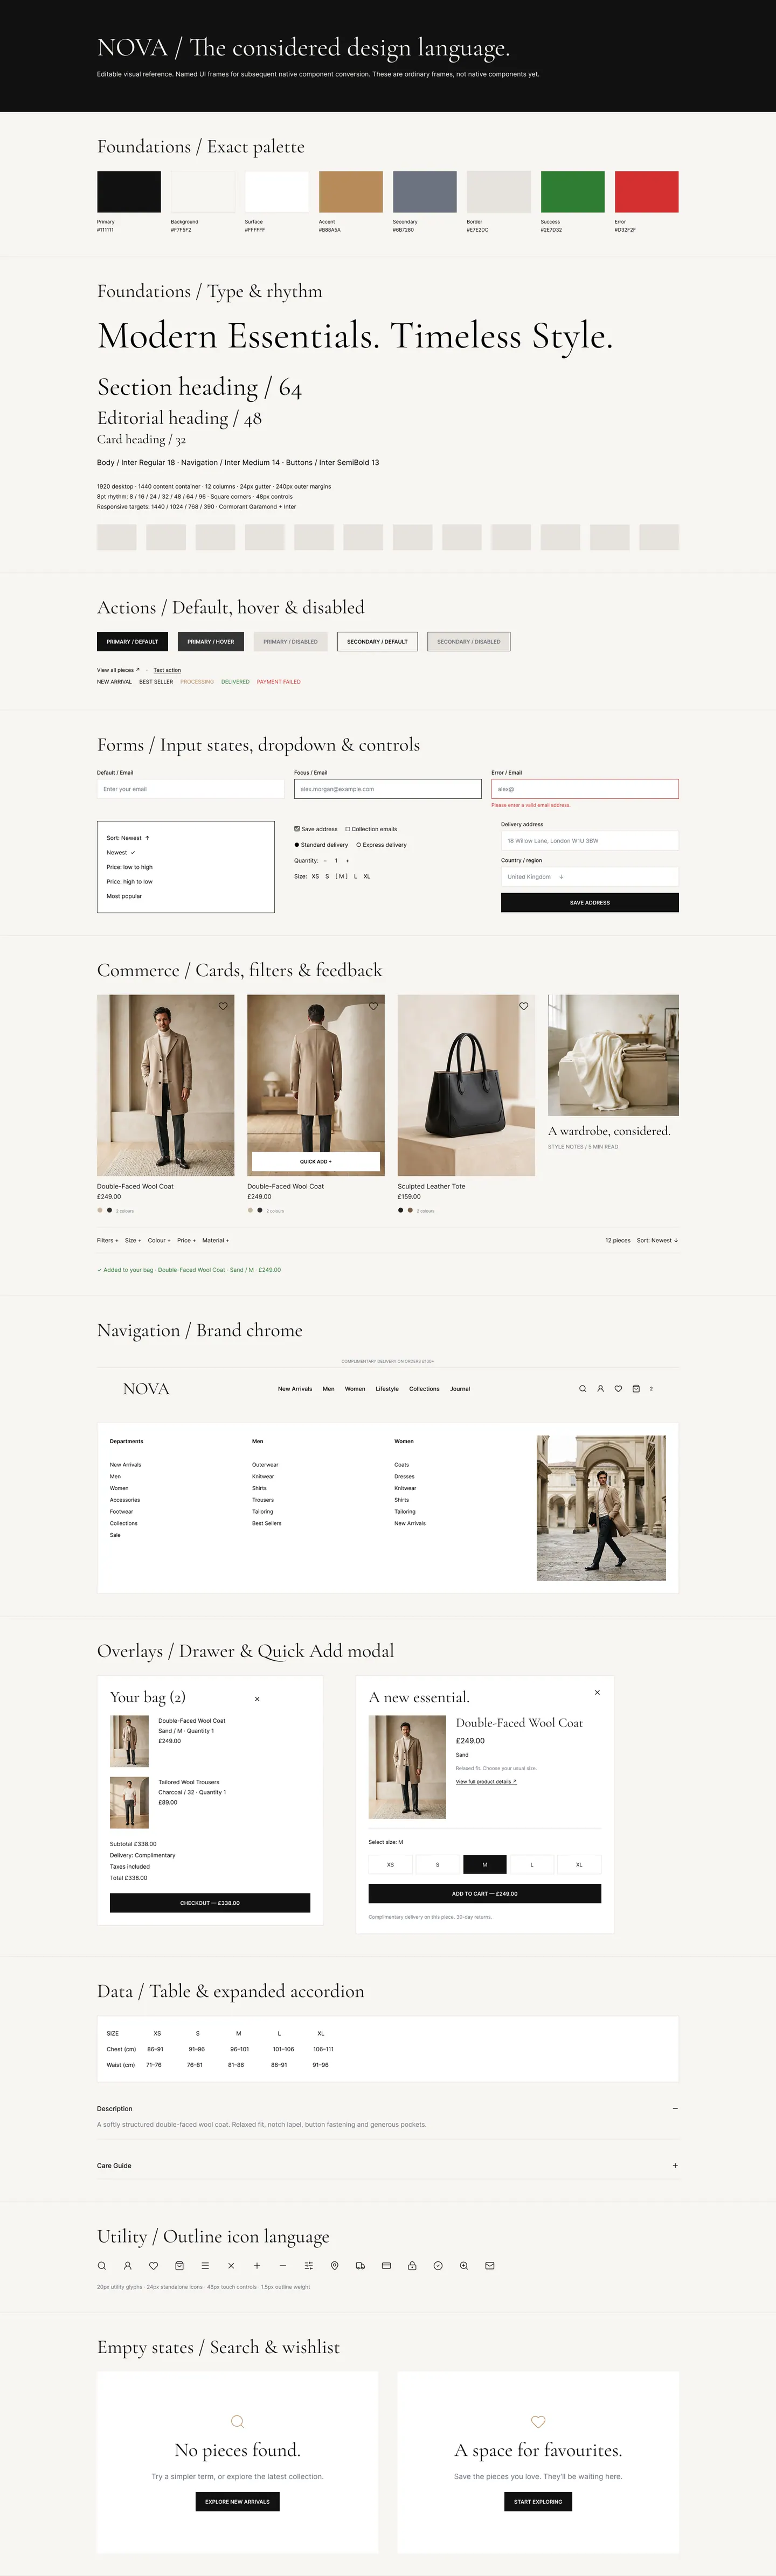 NOVA / The considered design language.
Editable visual reference. Named UI frames for subsequent native component conversion. These are ordinary frames, not native components yet.
Foundations / Exact palette
Primary
#111111
Background
#F7F5F2
Surface
#FFFFFF
Accent
#B88A5A
Secondary
#6B7280
Border
#E7E2DC
Success
#2E7D32
Error
#D32F2F
Foundations / Type & rhythm
Modern Essentials. Timeless Style.
Section heading / 64
Editorial heading / 48
Card heading / 32
Body / Inter Regular 18 · Navigation / Inter Medium 14 · Buttons / Inter SemiBold 13
1920 desktop · 1440 content container · 12 columns · 24px gutter · 240px outer margins
8pt rhythm: 8 / 16 / 24 / 32 / 48 / 64 / 96 · Square corners · 48px controls
Responsive targets: 1440 / 1024 / 768 / 390 · Cormorant Garamond + Inter
Actions / Default, hover & disabled
PRIMARY / DEFAULT PRIMARY / HOVER PRIMARY / DISABLED SECONDARY / DEFAULT SECONDARY / DISABLED
View all pieces ↗ · Text action
NEW ARRIVAL BEST SELLER PROCESSING DELIVERED PAYMENT FAILED
Forms / Input states, dropdown & controls
Default / Email
Enter your email
Focus / Email
alex.morgan@example.com
Error / Email
alex@
Please enter a valid email address.
Sort: Newest ↑
Newest ✓
Price: low to high
Price: high to low
Most popular
Save address Collection emails
Standard delivery Express delivery
Quantity: − 1 +
Size: XS S [ M ] L XL
Delivery address
18 Willow Lane, London W1U 3BW
Country / region
United Kingdom ↓
SAVE ADDRESS
Commerce / Cards, filters & feedback
Double-Faced Wool Coat
£249.00
2 colours
QUICK ADD +
Double-Faced Wool Coat
£249.00
2 colours
Sculpted Leather Tote
£159.00
2 colours
A wardrobe, considered.
STYLE NOTES / 5 MIN READ
Filters + Size + Colour + Price + Material +
12 pieces Sort: Newest ↓
✓ Added to your bag · Double-Faced Wool Coat · Sand / M · £249.00
Navigation / Brand chrome
COMPLIMENTARY DELIVERY ON ORDERS £150+
NOVA
New Arrivals Men Women Lifestyle Collections Journal
2
Departments
New Arrivals
Men
Women
Accessories
Footwear
Collections
Sale
Men
Outerwear
Knitwear
Shirts
Trousers
Tailoring
Best Sellers
Women
Coats
Dresses
Knitwear
Shirts
Tailoring
New Arrivals
Overlays / Drawer & Quick Add modal
Your bag (2)
Double-Faced Wool Coat
Sand / M · Quantity 1
£249.00
Tailored Wool Trousers
Charcoal / 32 · Quantity 1
£89.00
Subtotal £338.00
Delivery: Complimentary
Taxes included
Total £338.00
CHECKOUT — £338.00
A new essential.
Double-Faced Wool Coat
£249.00
Sand
Relaxed fit. Choose your usual size.
View full product details ↗
Select size: M
XS S M L XL
ADD TO CART — £249.00
Complimentary delivery on this piece. 30-day returns.
Data / Table & expanded accordion
SIZE XS S M L XL
Chest (cm) 86–91 91–96 96–101 101–106 106–111
Waist (cm) 71–76 76–81 81–86 86–91 91–96
Description −
A softly structured double-faced wool coat. Relaxed fit, notch lapel, button fastening and generous pockets.
Care Guide +
Utility / Outline icon language
20px utility glyphs · 24px standalone icons · 48px touch controls · 1.5px outline weight
Empty states / Search & wishlist
No pieces found.
Try a simpler term, or explore the latest collection.
EXPLORE NEW ARRIVALS
A space for favourites.
Save the pieces you love. They'll be waiting here.
START EXPLORING